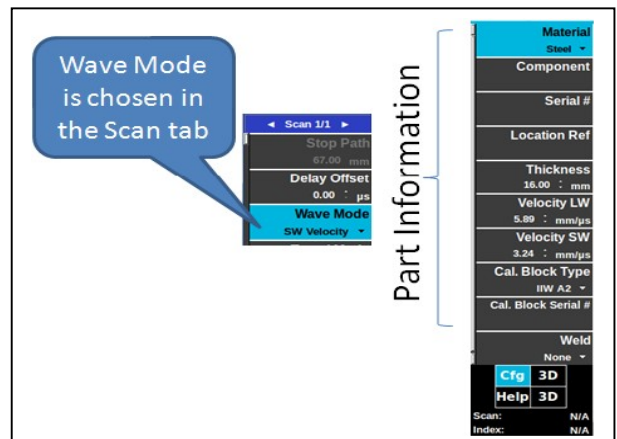 Wave Mode
is chosen in
the Scan tab
◄ Scan 1/1 ►
Stop Path
67.00 mm
Delay Offset
0.00 : µs
Wave Mode
SW Velocity
Part Information
Material
Steel
Component
Serial #
Location Ref
Thickness
16.00 : mm
Velocity LW
5.89 : mm/µs
Velocity SW
3.24 : mm/µs
Cal. Block Type
IIW A2
Cal. Block Serial #
Weld
None
Cfg 3D
Help 3D
Scan: N/A
Index: N/A